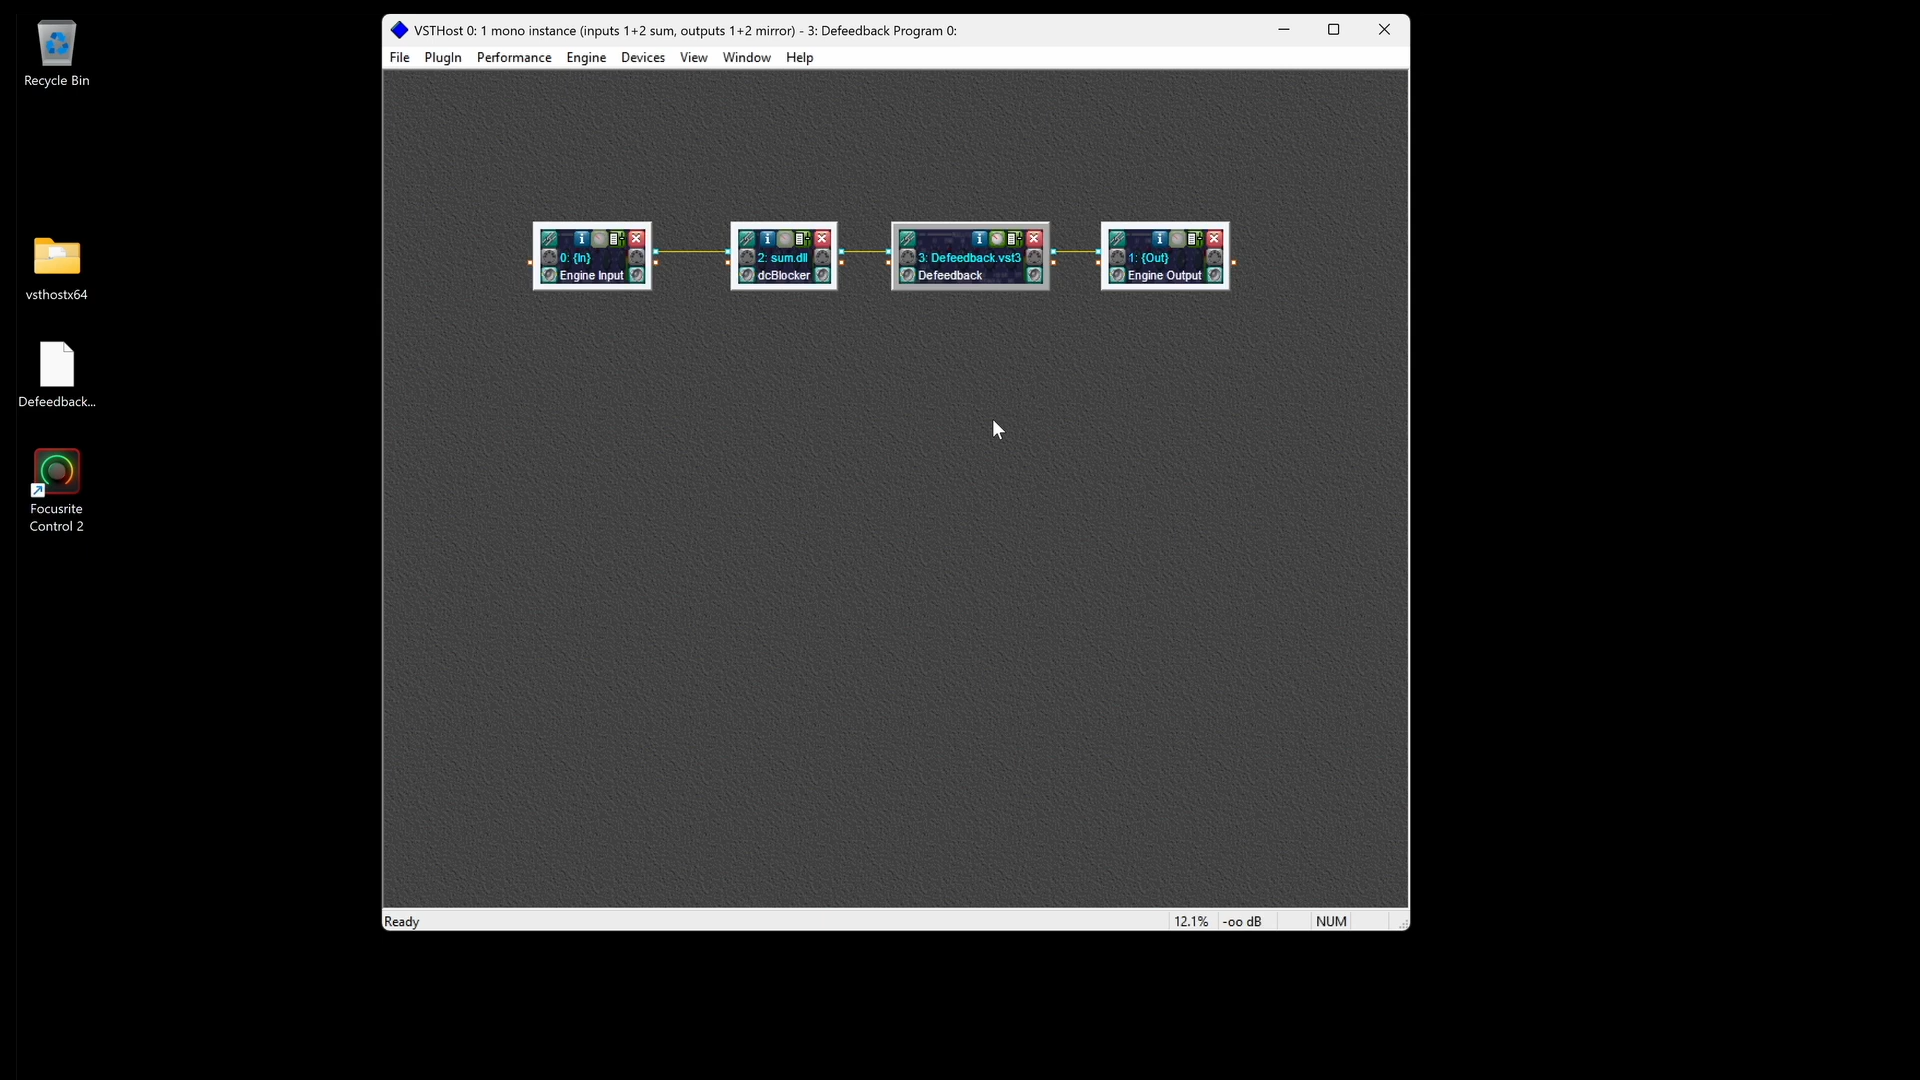 Recycle Bin
vsthostx64
Defeedback...
Focusrite
Control 2
VSTHost 0: 1 mono instance (inputs 1+2 sum, outputs 1+2 mirror) - 3: Defeedback Program 0:
File PlugIn Performance Engine Devices View Window Help
0: {In}
Engine Input
2: sum.dll
dcBlocker
3: Defeedback.vst3
Defeedback
1: {Out}
Engine Output
Ready
12.1% -oo dB NUM